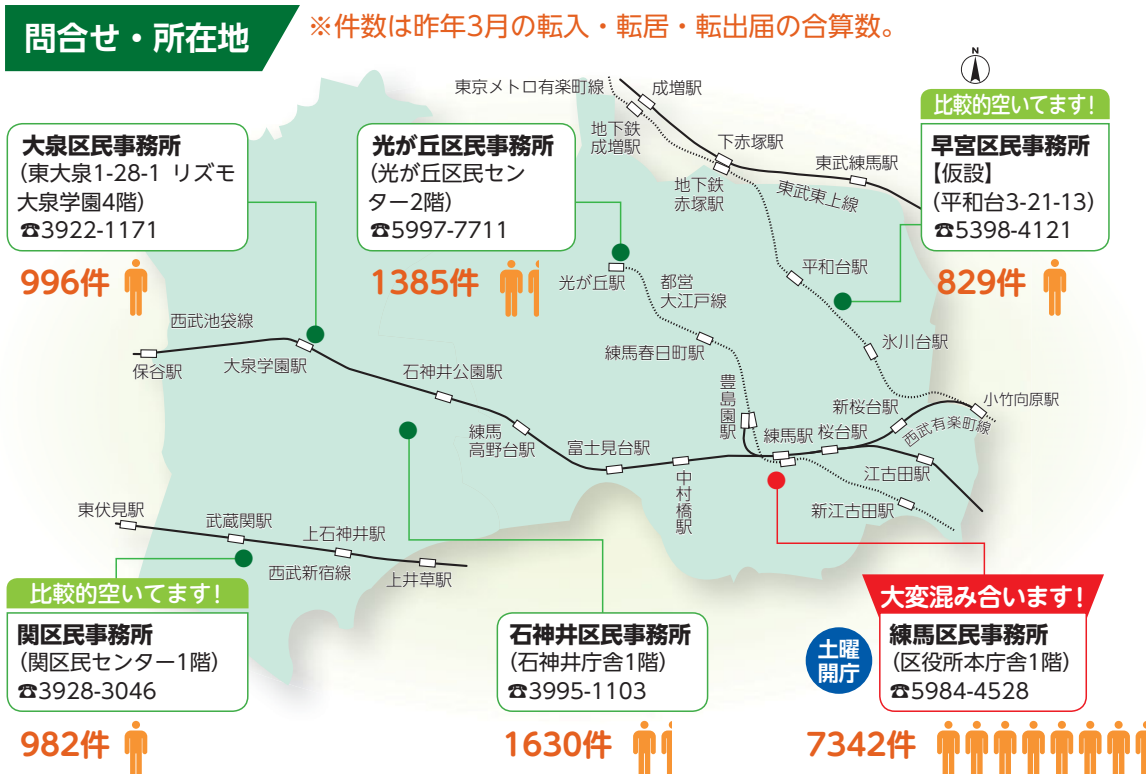 問合せ・所在地
※件数は昨年3月の転入・転居・転出届の合算数。
N
東京メトロ有楽町線
成増駅
地下鉄
成増駅
下赤塚駅
地下鉄
赤塚駅
東武練馬駅
東武東上線
大泉区民事務所
(東大泉1-28-1 リズモ
大泉学園4階)
☎3922-1171
996件
光が丘区民事務所
(光が丘区民セン
ター2階)
☎5997-7711
1385件
比較的空いてます!
早宮区民事務所
【仮設】
(平和台3-21-13)
☎5398-4121
829件
光が丘駅
都営
大江戸線
平和台駅
練馬春日町駅
氷川台駅
西武池袋線
保谷駅
大泉学園駅
石神井公園駅
練馬
高野台駅
富士見台駅
中村橋駅
豊島園駅
練馬駅
桜台駅
新桜台駅
小竹向原駅
西武有楽町線
江古田駅
新江古田駅
東伏見駅
武蔵関駅
上石神井駅
西武新宿線
上井草駅
比較的空いてます!
関区民事務所
(関区民センター1階)
☎3928-3046
982件
石神井区民事務所
(石神井庁舎1階)
☎3995-1103
1630件
大変混み合います!
土曜
開庁
練馬区民事務所
(区役所本庁舎1階)
☎5984-4528
7342件